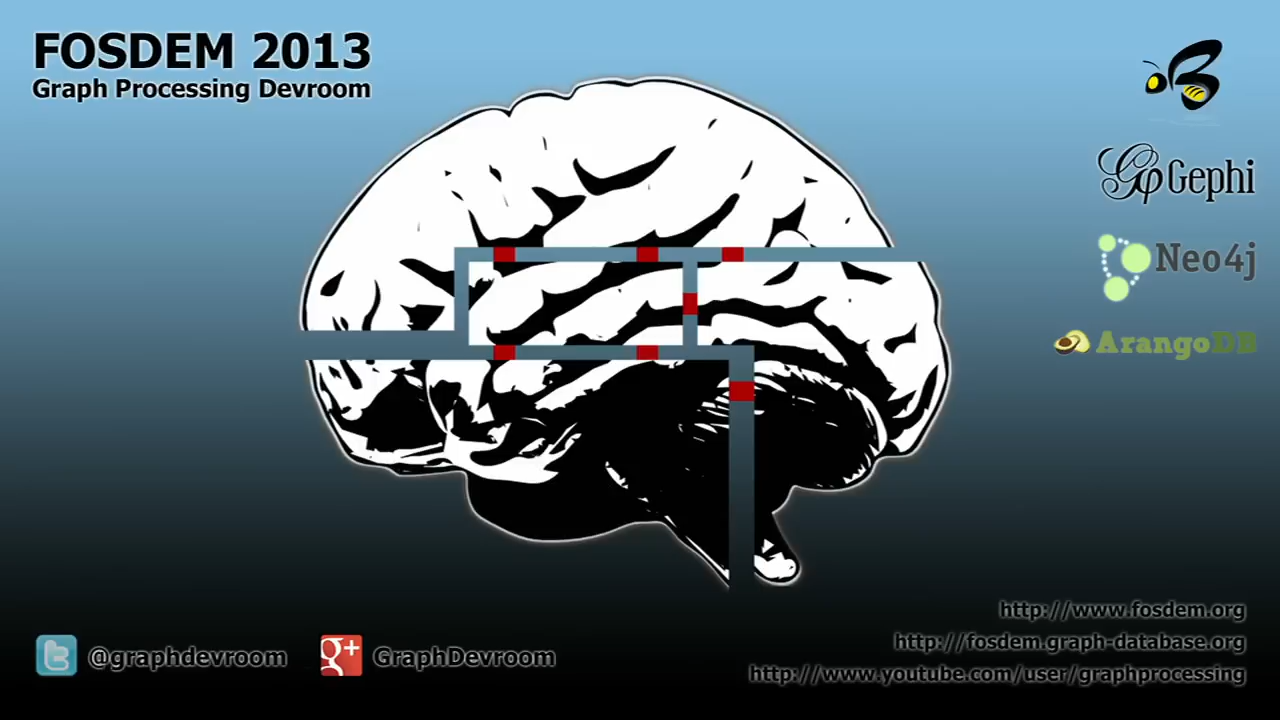 FOSDEM 2013
Graph Processing Devroom
Gephi
Neo4j
ArangoDB
http://www.fosdem.org
http://fosdem.graph-database.org
http://www.youtube.com/user/graphprocessing
@graphdevroom
g+
GraphDevroom